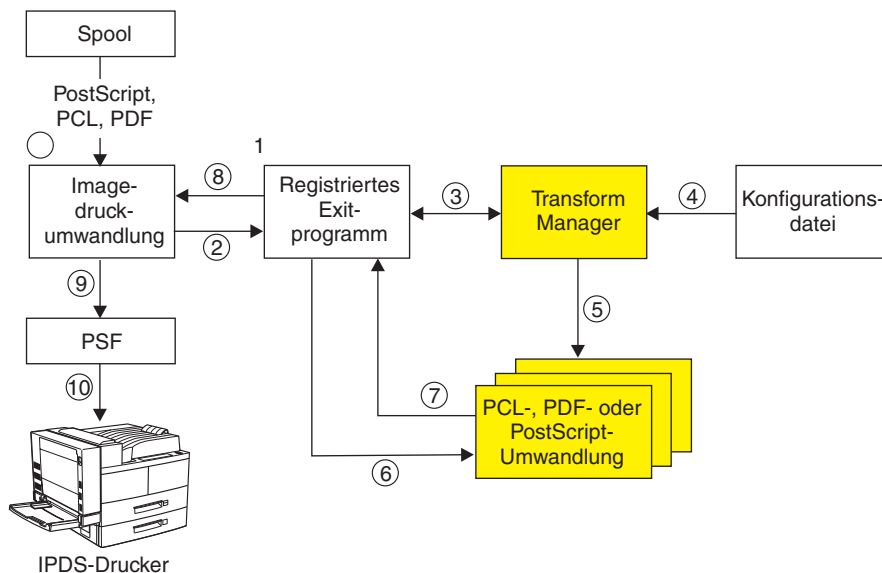 Spool
PostScript,
PCL, PDF
1
Image-
druck-
umwandlung
8
2
Registriertes
Exit-
programm
3
Transform
Manager
4
Konfigurations-
datei
9
5
PSF
10
7
6
PCL-, PDF- oder
PostScript-
Umwandlung
IPDS-Drucker